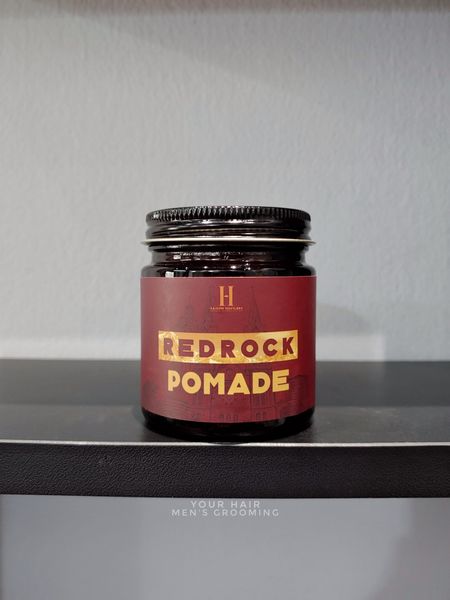 H
REDROCK
POMADE
YOUR HAIR
MEN'S GROOMING